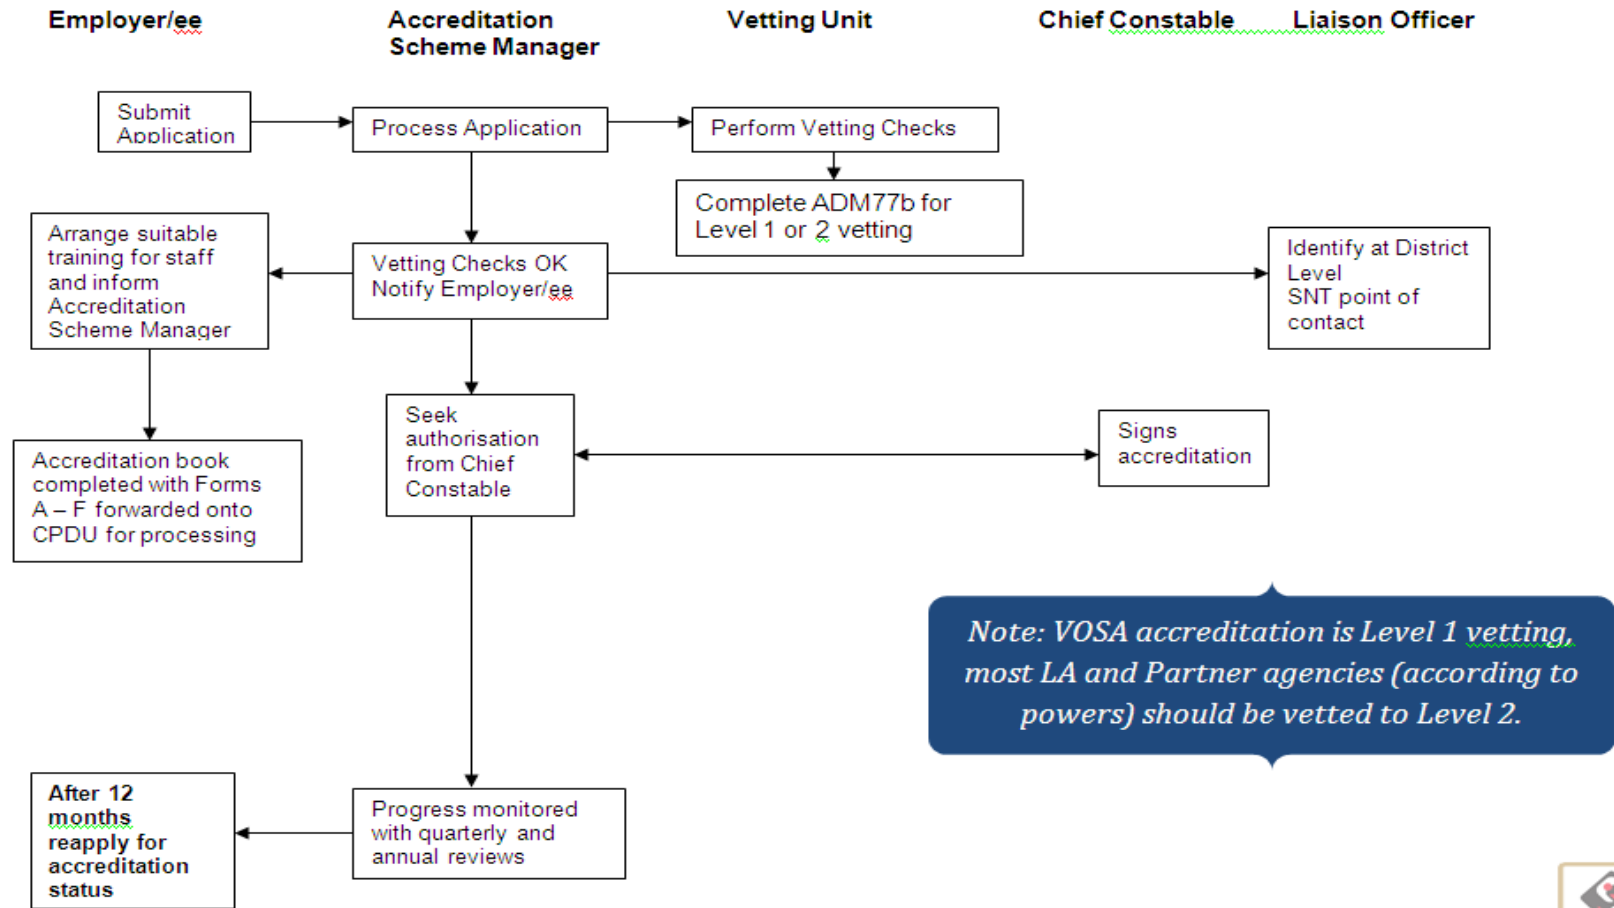 Employer/ee
Accreditation
Scheme Manager
Vetting Unit
Chief Constable
Liaison Officer
Submit
Application
Process Application
Perform Vetting Checks
Complete ADM77b for
Level 1 or 2 vetting
Arrange suitable
training for staff
and inform
Accreditation
Scheme Manager
Vetting Checks OK
Notify Employer/ee
Identify at District
Level
SNT point of
contact
Accreditation book
completed with Forms
A – F forwarded onto
CPDU for processing
Seek
authorisation
from Chief
Constable
Signs
accreditation
Note: VOSA accreditation is Level 1 vetting,
most LA and Partner agencies (according to
powers) should be vetted to Level 2.
After 12
months
reapply for
accreditation
status
Progress monitored
with quarterly and
annual reviews